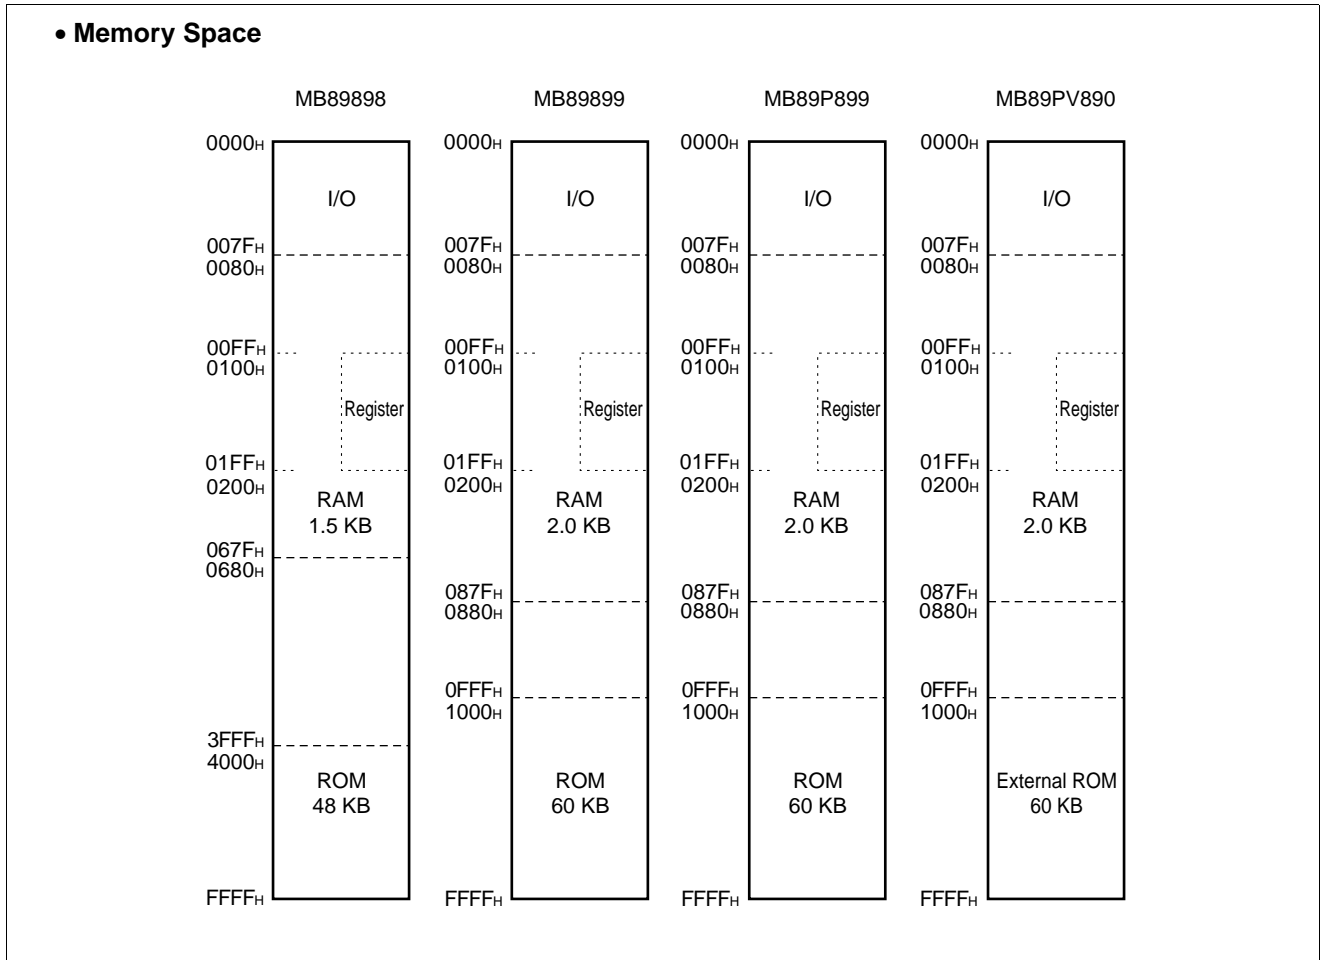 • Memory Space
MB89898
0000H
I/O
007FH
0080H
00FFH
0100H
Register
01FFH
0200H
RAM
1.5 KB
067FH
0680H
3FFFH
4000H
ROM
48 KB
FFFFH
MB89899
0000H
I/O
007FH
0080H
00FFH
0100H
Register
01FFH
0200H
RAM
2.0 KB
087FH
0880H
0FFFH
1000H
ROM
60 KB
FFFFH
MB89P899
0000H
I/O
007FH
0080H
00FFH
0100H
Register
01FFH
0200H
RAM
2.0 KB
087FH
0880H
0FFFH
1000H
ROM
60 KB
FFFFH
MB89PV890
0000H
I/O
007FH
0080H
00FFH
0100H
Register
01FFH
0200H
RAM
2.0 KB
087FH
0880H
0FFFH
1000H
External ROM
60 KB
FFFFH